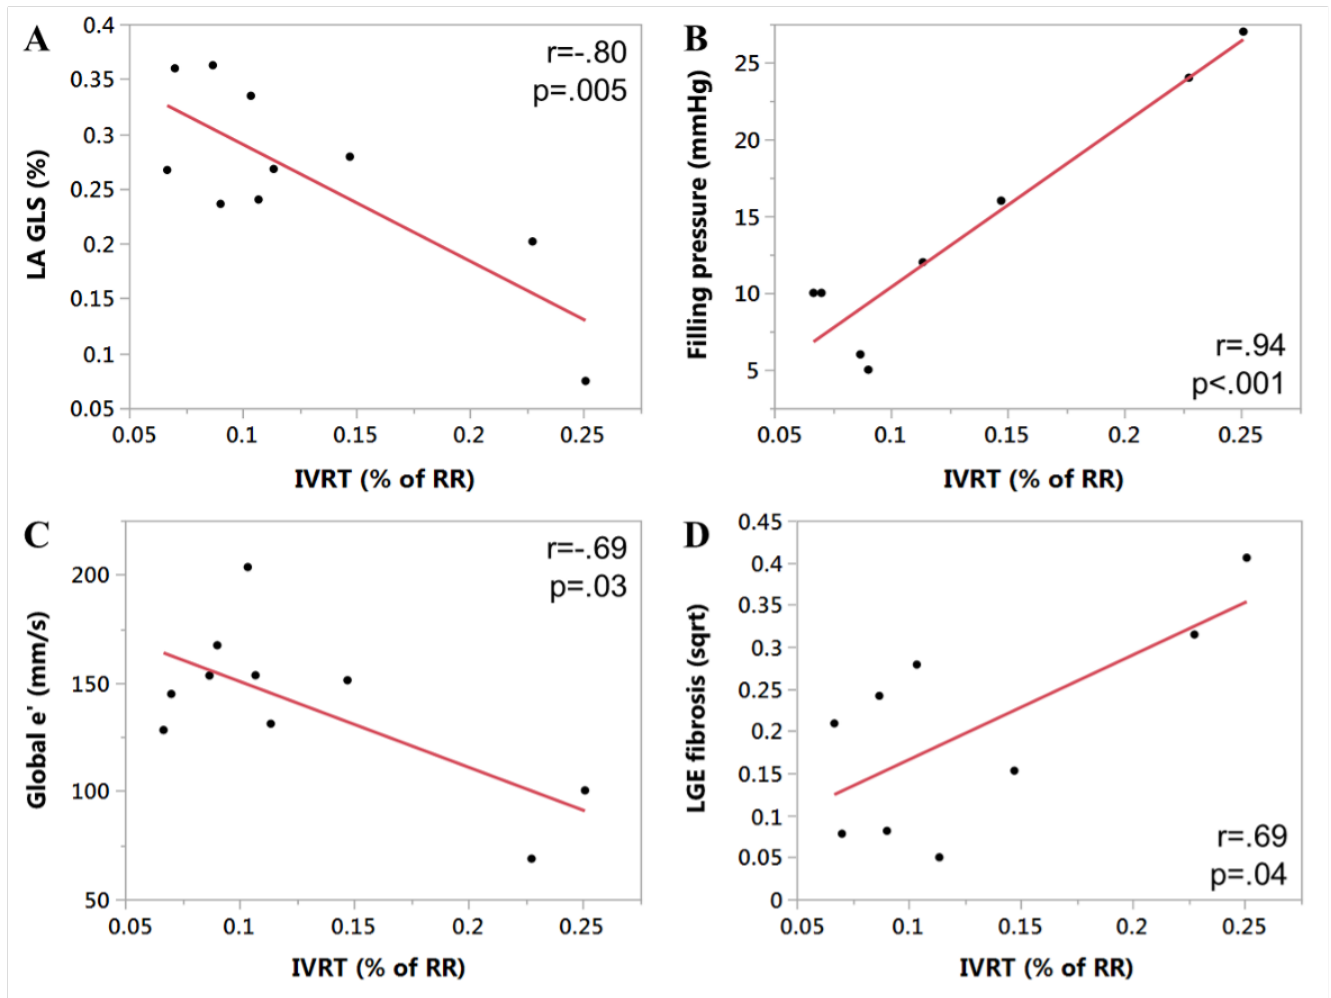 A
r=-.80
p=.005
LA GLS (%)
0.4
0.35
0.3
0.25
0.2
0.15
0.1
0.05
0.05 0.1 0.15 0.2 0.25
IVRT (% of RR)
B
Filling pressure (mmHg)
25
20
15
10
5
r=.94
p<.001
0.05 0.1 0.15 0.2 0.25
IVRT (% of RR)
C
r=-.69
p=.03
Global e' (mm/s)
200
150
100
50
0.05 0.1 0.15 0.2 0.25
IVRT (% of RR)
D
LGE fibrosis (sqrt)
0.45
0.4
0.35
0.3
0.25
0.2
0.15
0.1
0.05
0
r=.69
p=.04
0.05 0.1 0.15 0.2 0.25
IVRT (% of RR)